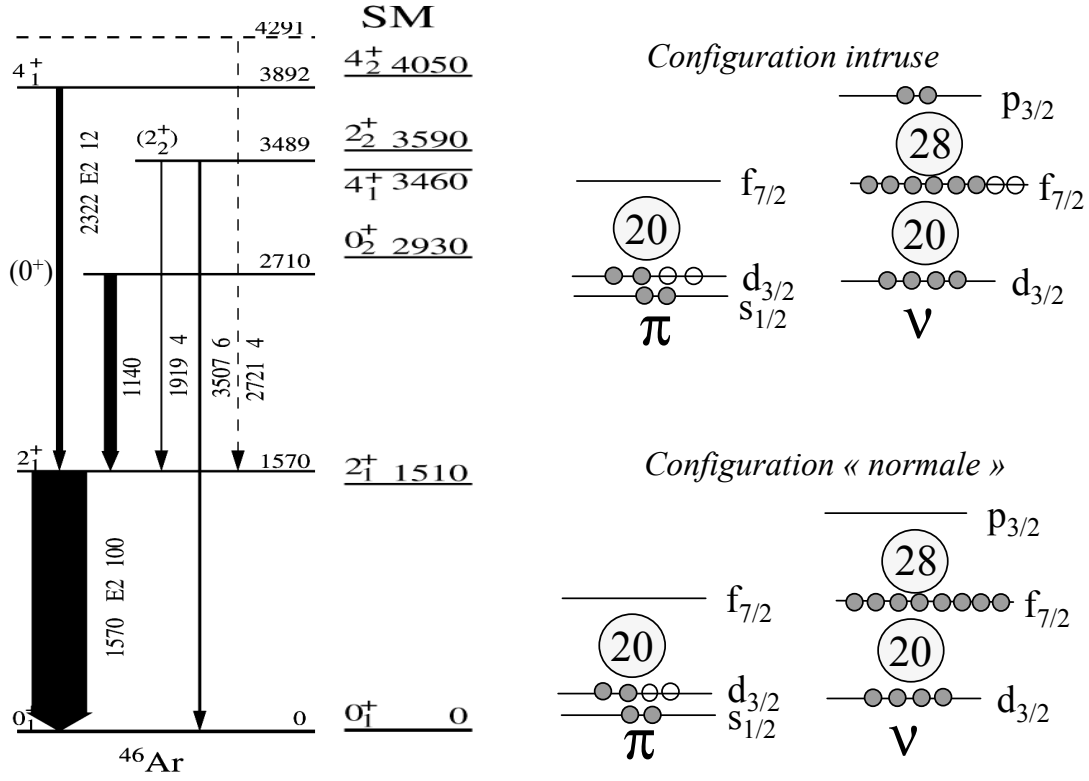 SM
4291
4₁⁺ 3892
4₂⁺ 4050
(2₂⁺) 3489
2₂⁺ 3590
4₁⁺ 3460
0₂⁺ 2930
(0⁺) 2710
2322 E2 12
1140
1919 4
3507 6
2721 4
2₁⁺ 1570
2₁⁺ 1510
1570 E2 100
0₁⁺ 0
0₁⁺ 0
⁴⁶Ar
Configuration intruse
p₃/₂
28
f₇/₂
f₇/₂
20
20
d₃/₂
s₁/₂
d₃/₂
π
ν
Configuration « normale »
p₃/₂
28
f₇/₂
f₇/₂
20
20
d₃/₂
s₁/₂
d₃/₂
π
ν